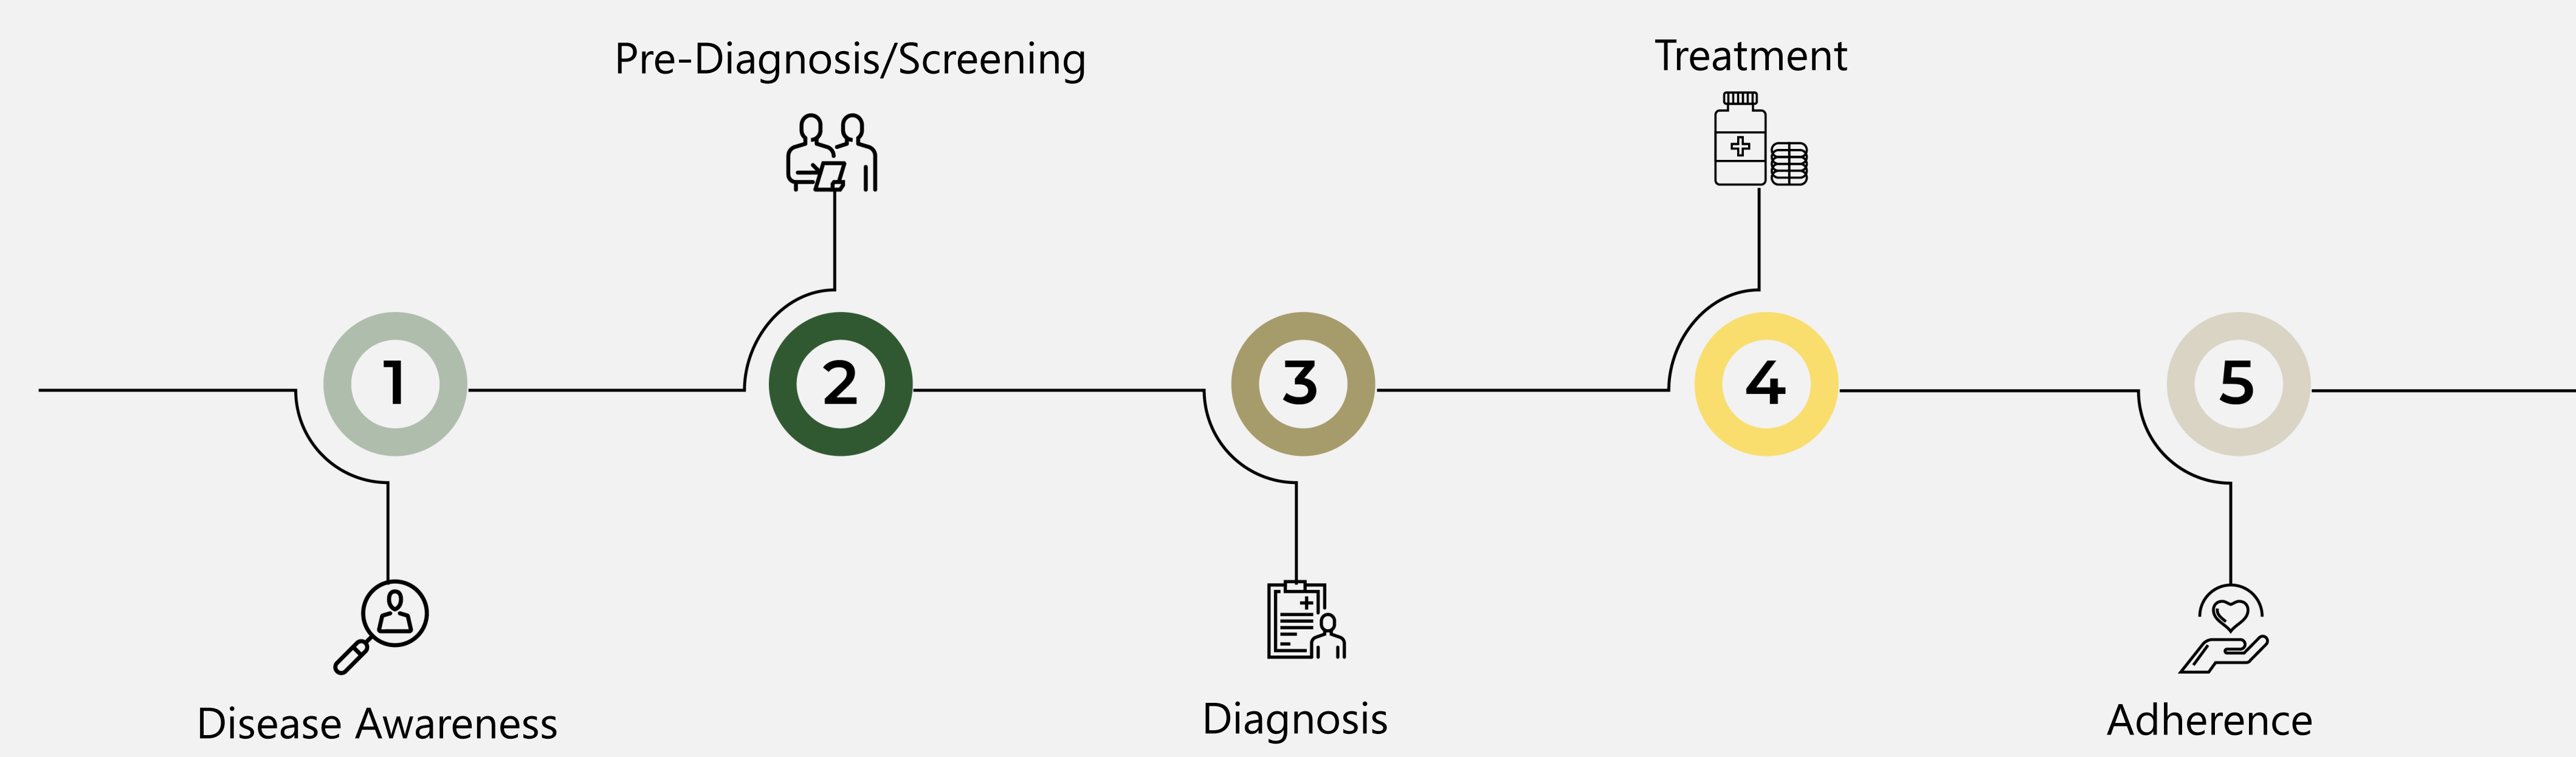 Pre-Diagnosis/Screening
Treatment
1
2
3
4
5
Disease Awareness
Diagnosis
Adherence